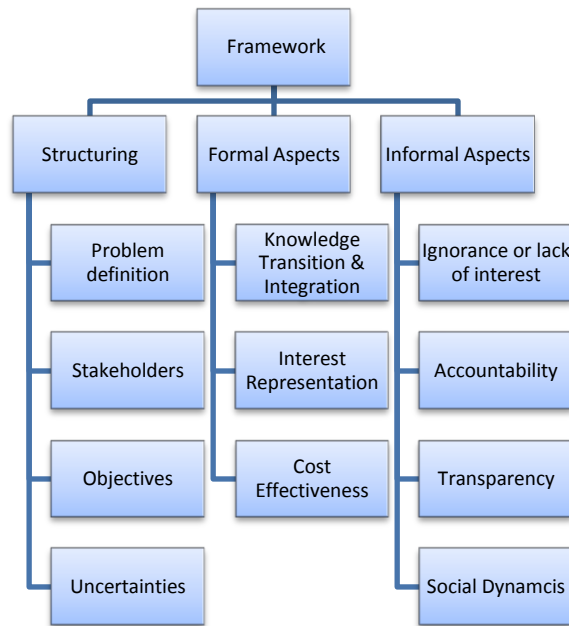 Framework
Structuring
Formal Aspects
Informal Aspects
Problem
definition
Stakeholders
Objectives
Uncertainties
Knowledge
Transition &
Integration
Interest
Representation
Cost
Effectiveness
Ignorance or lack
of interest
Accountability
Transparency
Social Dynamcis